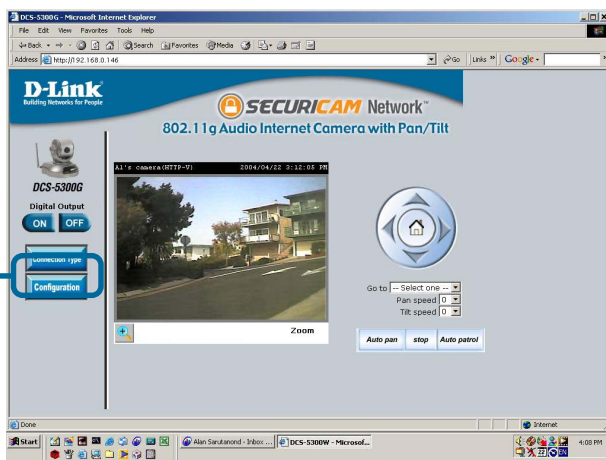 DCS-5300G - Microsoft Internet Explorer
File Edit View Favorites Tools Help
Back Search Favorites Media
Address http://192.168.0.146 Go Links » Google
D-Link
Building Networks for People
SECURICAM Network™
802.11g Audio Internet Camera with Pan/Tilt
DCS-5300G
Digital Output
ON OFF
Connection Type
Configuration
Al's camera(HTTP-V) 2004/04/22 3:12:05 PM
Zoom
Go to -- Select one --
Pan speed 0
Tilt speed 0
Auto pan stop Auto patrol
Done Internet
Start Alan Sarutanond - Inbox ... DCS-5300W - Microsof... EN 4:08 PM